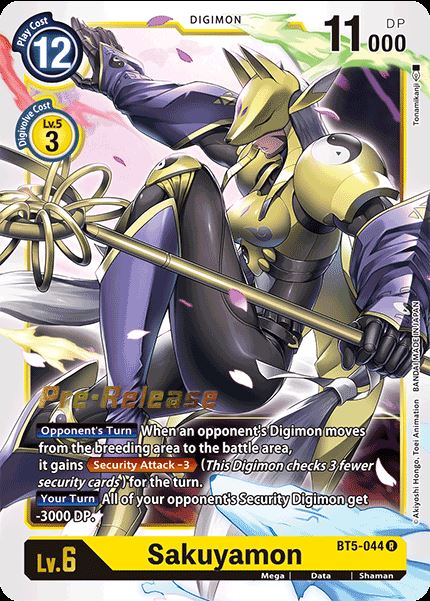 Play Cost
12
DIGIMON
DP
11000
Digivolve Cost
Lv.5
3
Tonamikanji
©Akiyoshi Hongo, Toei Animation BANDAI MADE IN JAPAN
Pre-Release
Opponent's Turn When an opponent's Digimon moves
from the breeding area to the battle area,
it gains Security Attack -3 (This Digimon checks 3 fewer
security cards) for the turn.
Your Turn All of your opponent's Security Digimon get
-3000 DP.
BT5-044 R
Lv.6
Sakuyamon
Mega | Data | Shaman